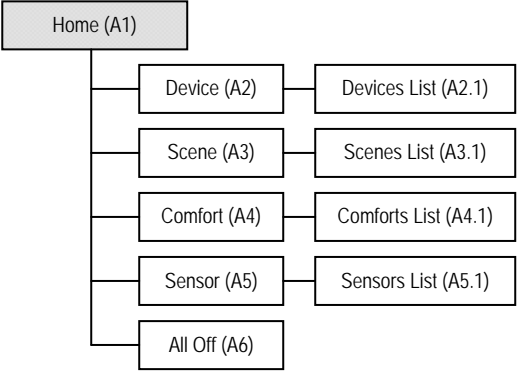 Home (A1)
Device (A2)
Devices List (A2.1)
Scene (A3)
Scenes List (A3.1)
Comfort (A4)
Comforts List (A4.1)
Sensor (A5)
Sensors List (A5.1)
All Off (A6)